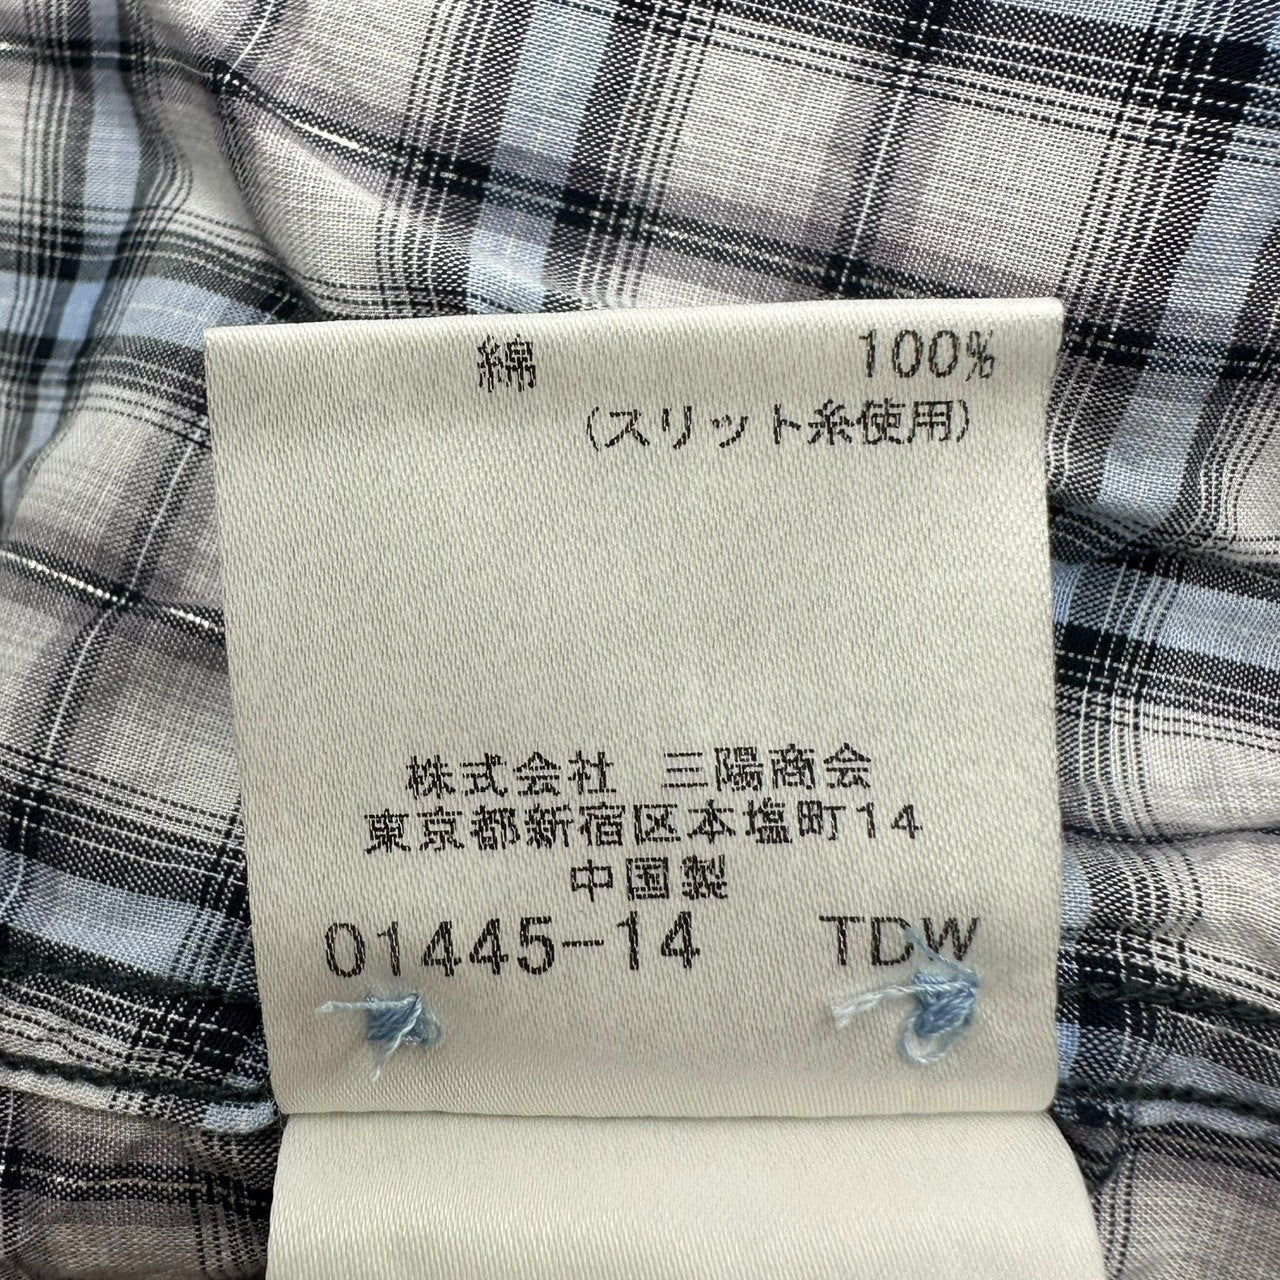 綿 100%
(スリット糸使用)
株式会社 三陽商会
東京都新宿区本塩町14
中国製
01445-14 TDW